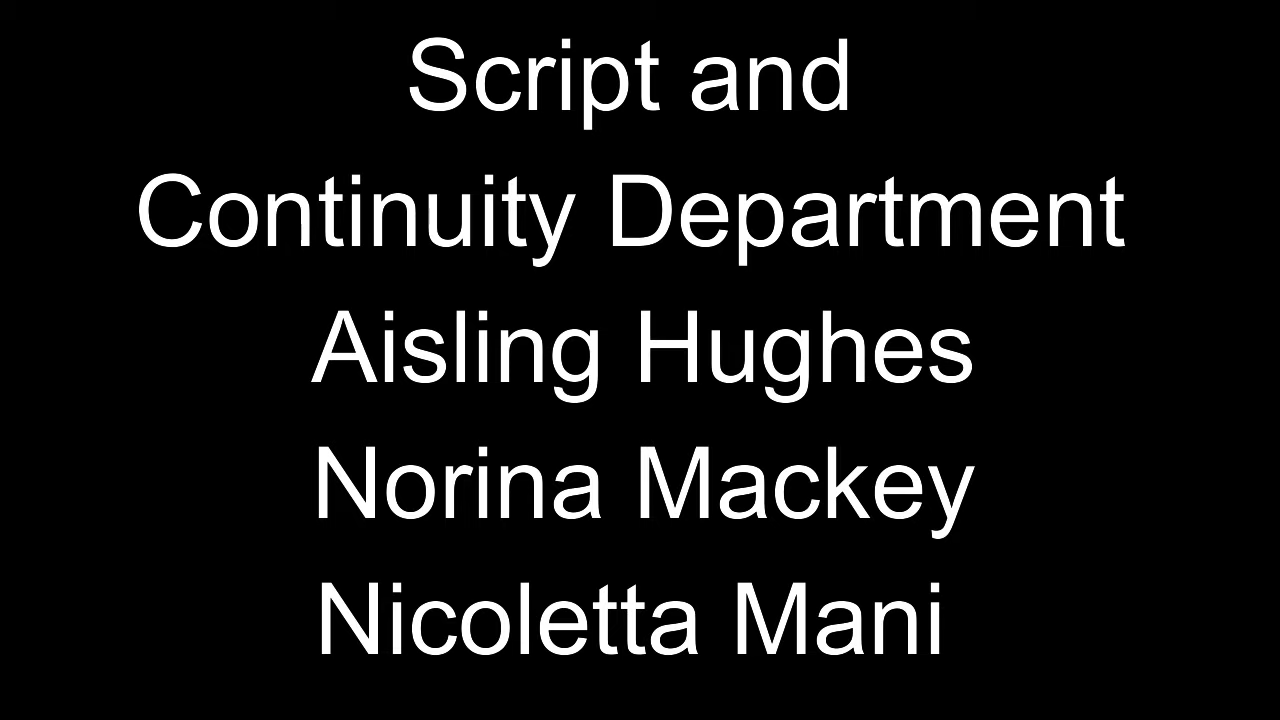 Script and
Continuity Department
Aisling Hughes
Norina Mackey
Nicoletta Mani